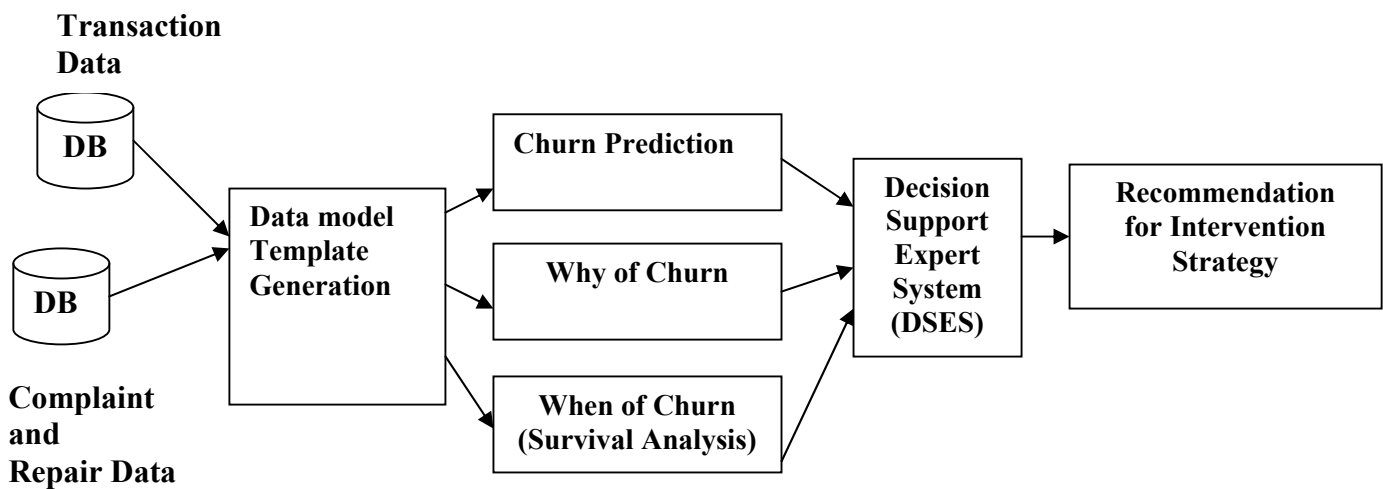 Transaction
Data
DB
DB
Complaint
and
Repair Data
Data model
Template
Generation
Churn Prediction
Why of Churn
When of Churn
(Survival Analysis)
Decision
Support
Expert
System
(DSES)
Recommendation
for Intervention
Strategy